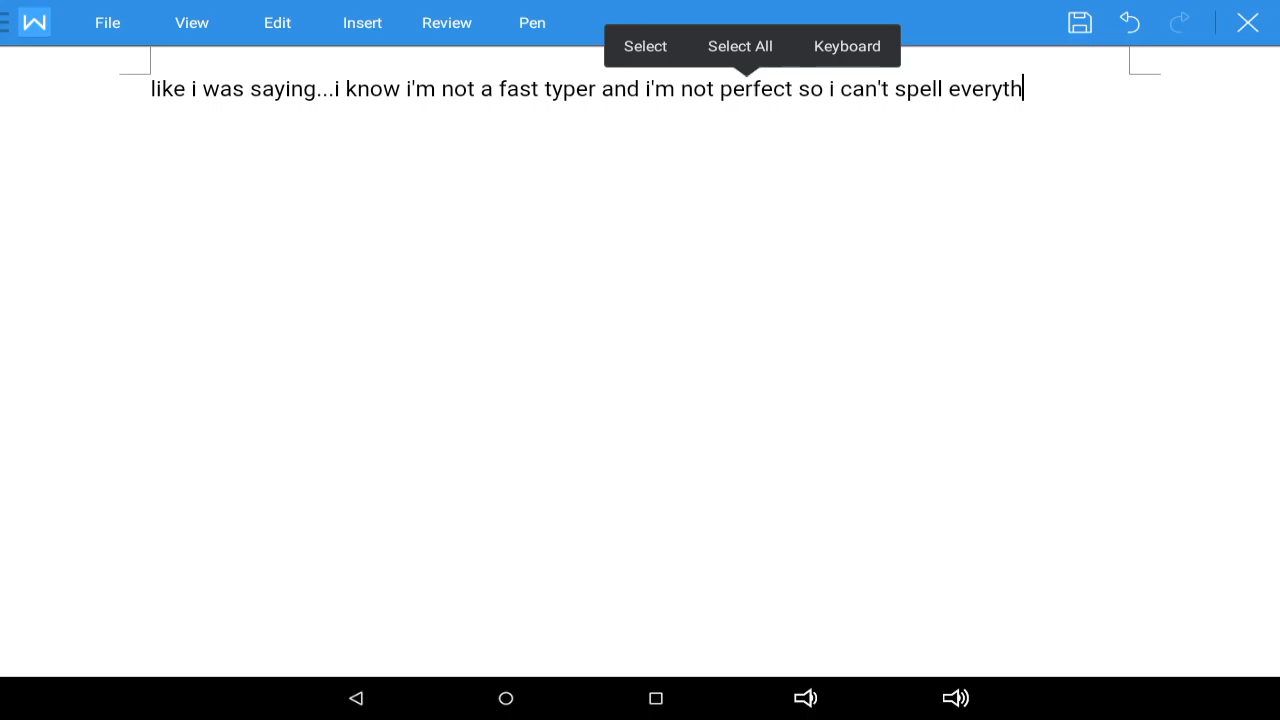 File View Edit Insert Review Pen
Select Select All Keyboard
like i was saying...i know i'm not a fast typer and i'm not perfect so i can't spell everyth